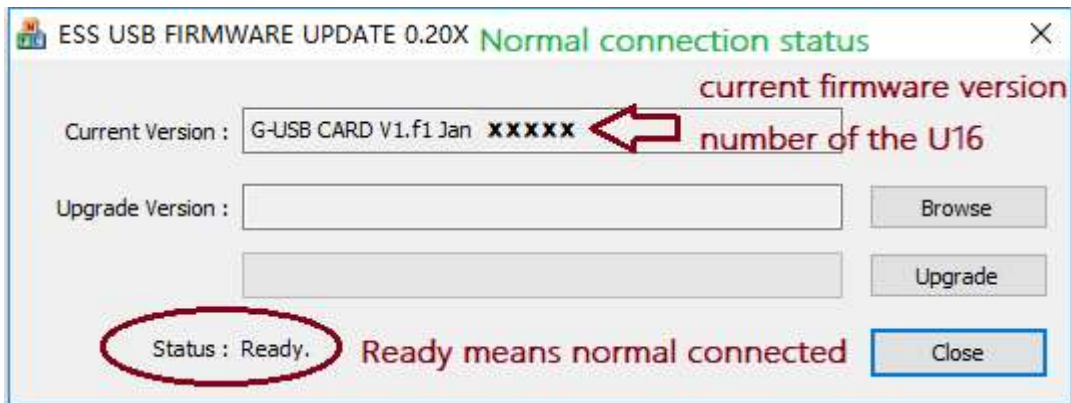 ESS USB FIRMWARE UPDATE 0.20X Normal connection status
current firmware version
Current Version : G-USB CARD V1.f1 Jan xxxxx
number of the U16
Upgrade Version : Browse
Upgrade
Status : Ready. Ready means normal connected Close